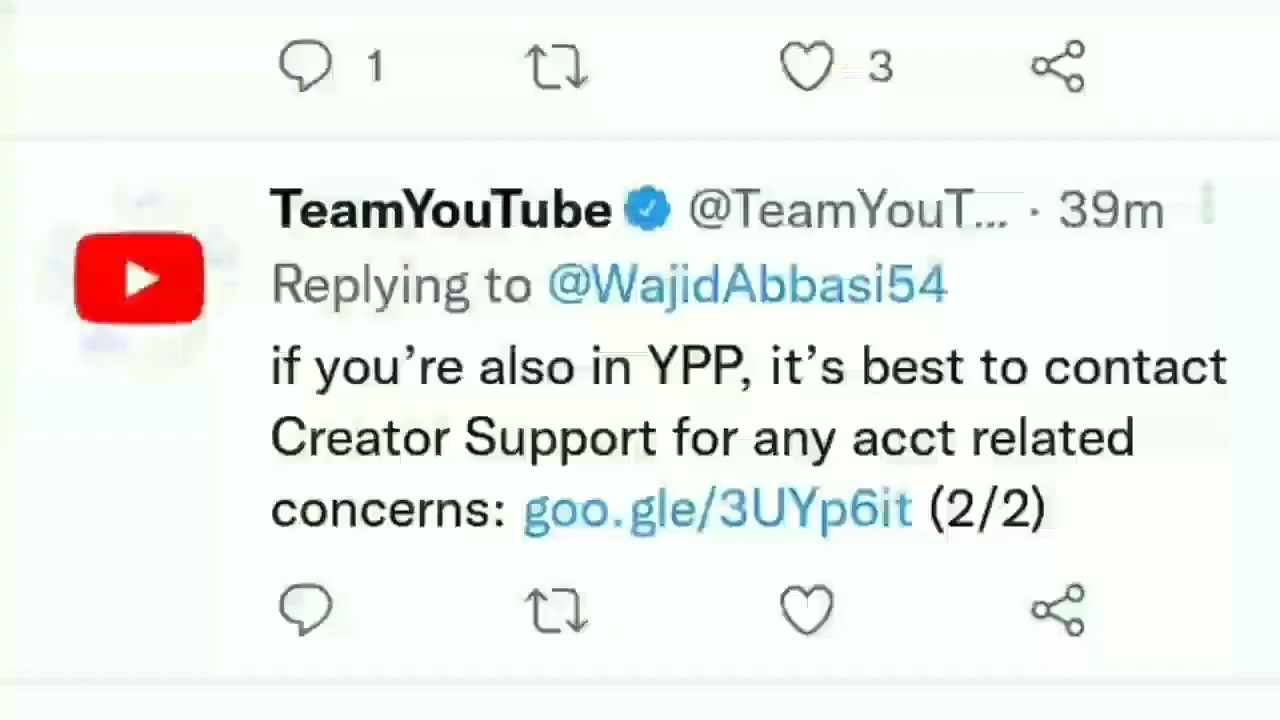 1 3
TeamYouTube @TeamYouT... · 39m
Replying to @WajidAbbasi54
if you’re also in YPP, it’s best to contact
Creator Support for any acct related
concerns: goo.gle/3UYp6it (2/2)